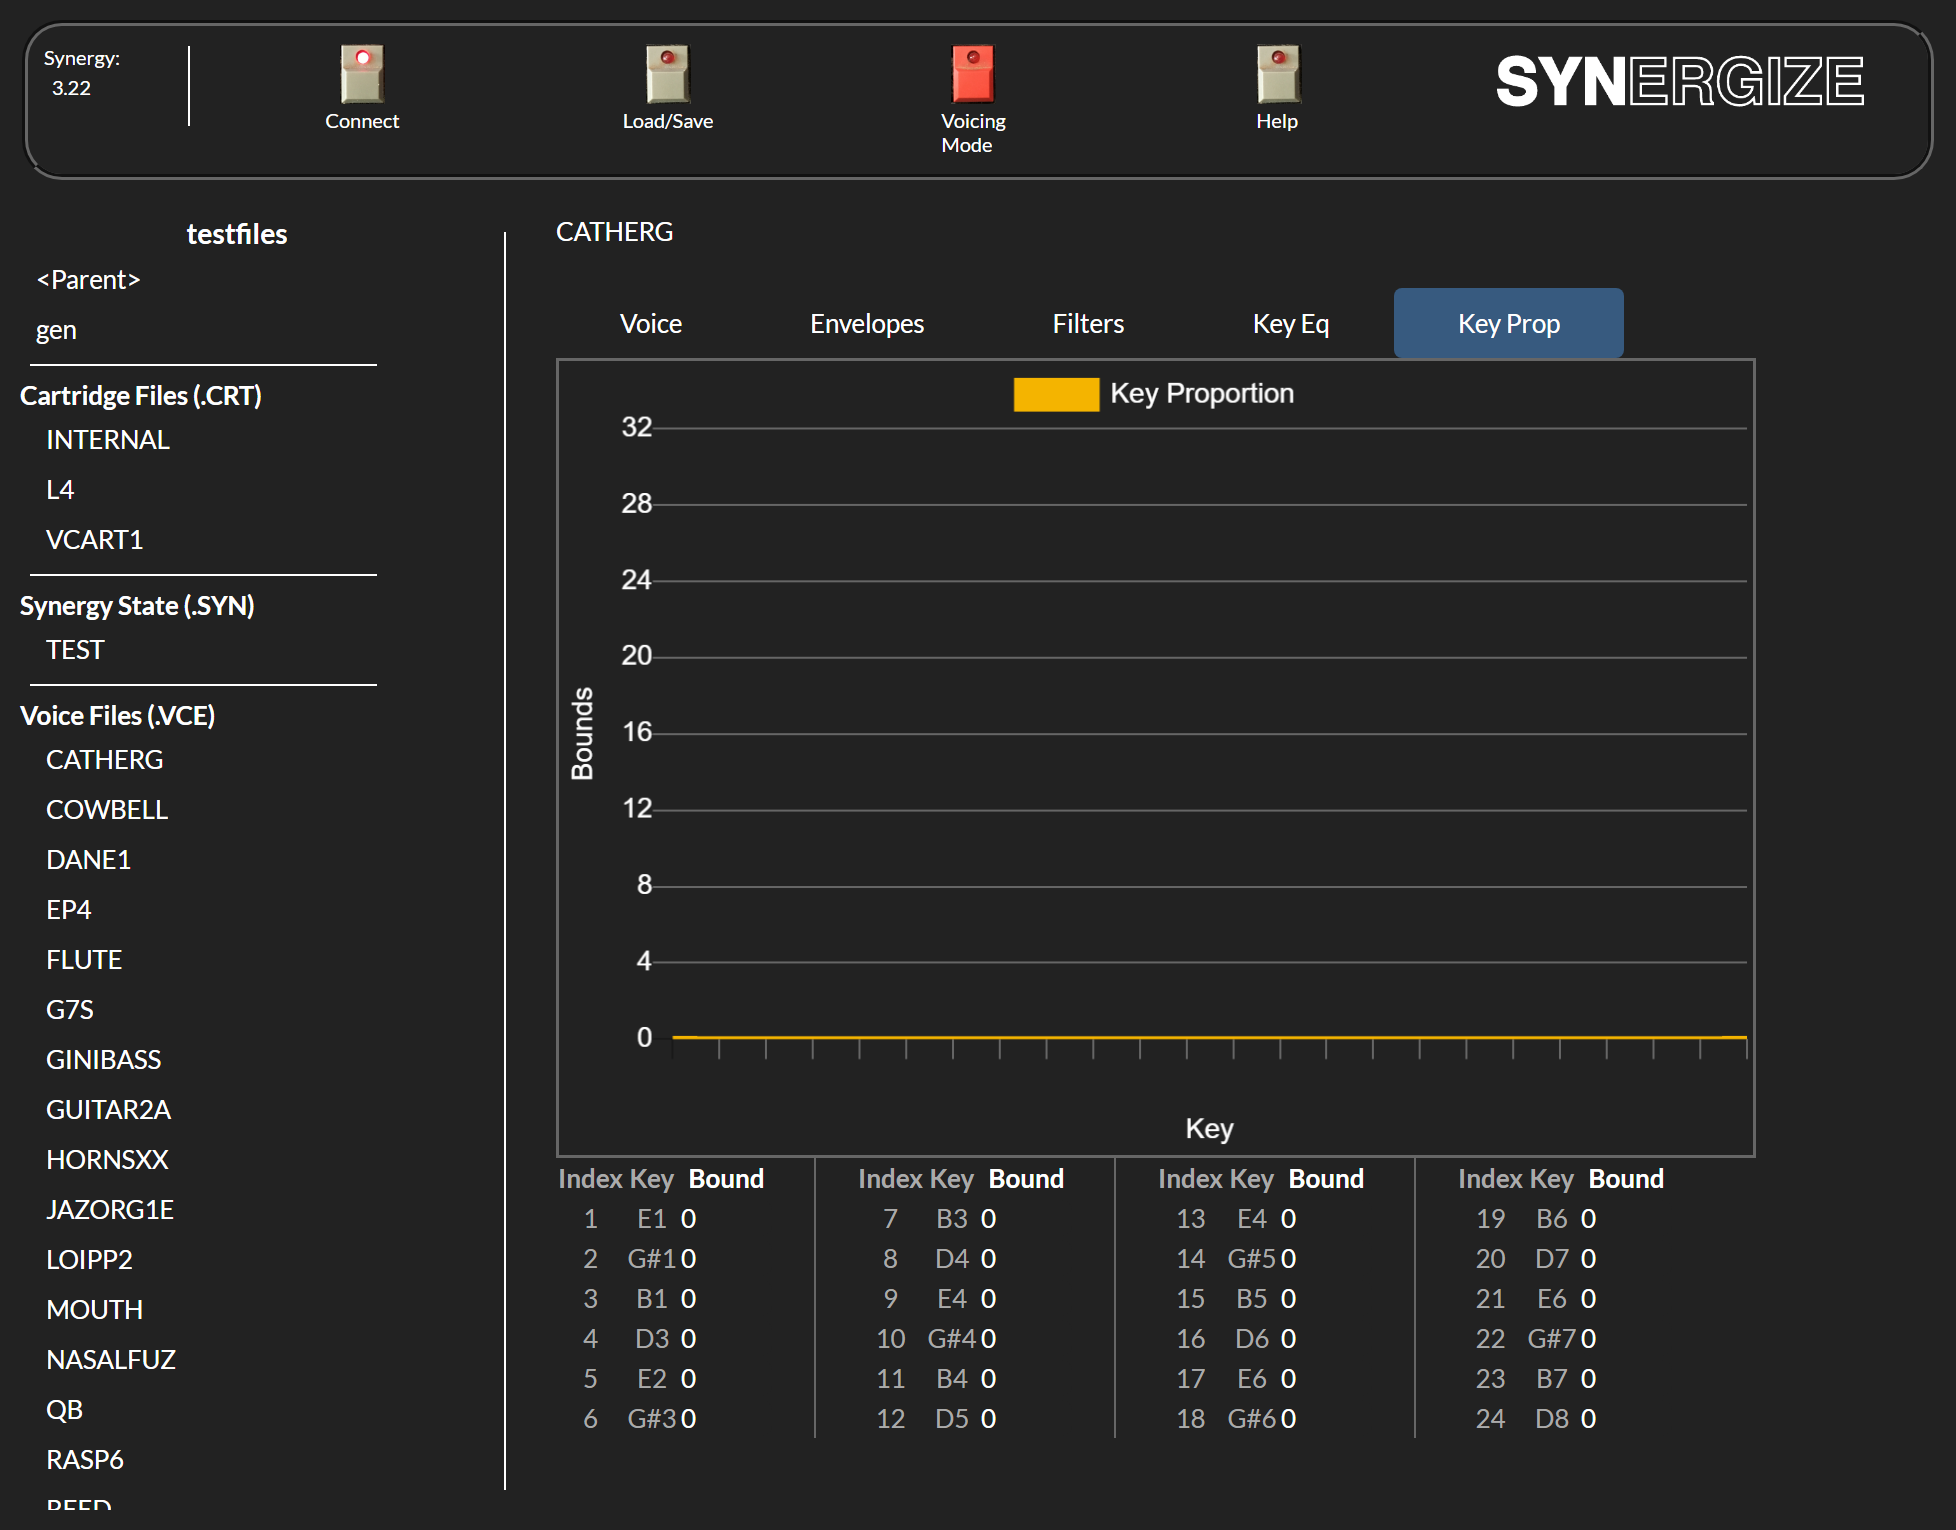 Synergy:
3.22
Connect
Load/Save
Voicing
Mode
Help
SYNERGIZE
testfiles
<Parent>
gen
Cartridge Files (.CRT)
INTERNAL
L4
VCART1
Synergy State (.SYN)
TEST
Voice Files (.VCE)
CATHERG
COWBELL
DANE1
EP4
FLUTE
G7S
GINIBASS
GUITAR2A
HORNSXX
JAZORG1E
LOIPP2
MOUTH
NASALFUZ
QB
RASP6
CATHERG
Voice Envelopes Filters Key Eq Key Prop
Key Proportion
32
28
24
20
16
12
8
4
0
Bounds
Key
Index Key Bound Index Key Bound Index Key Bound Index Key Bound
1 E1 0 7 B3 0 13 E4 0 19 B6 0
2 G#1 0 8 D4 0 14 G#5 0 20 D7 0
3 B1 0 9 E4 0 15 B5 0 21 E6 0
4 D3 0 10 G#4 0 16 D6 0 22 G#7 0
5 E2 0 11 B4 0 17 E6 0 23 B7 0
6 G#3 0 12 D5 0 18 G#6 0 24 D8 0